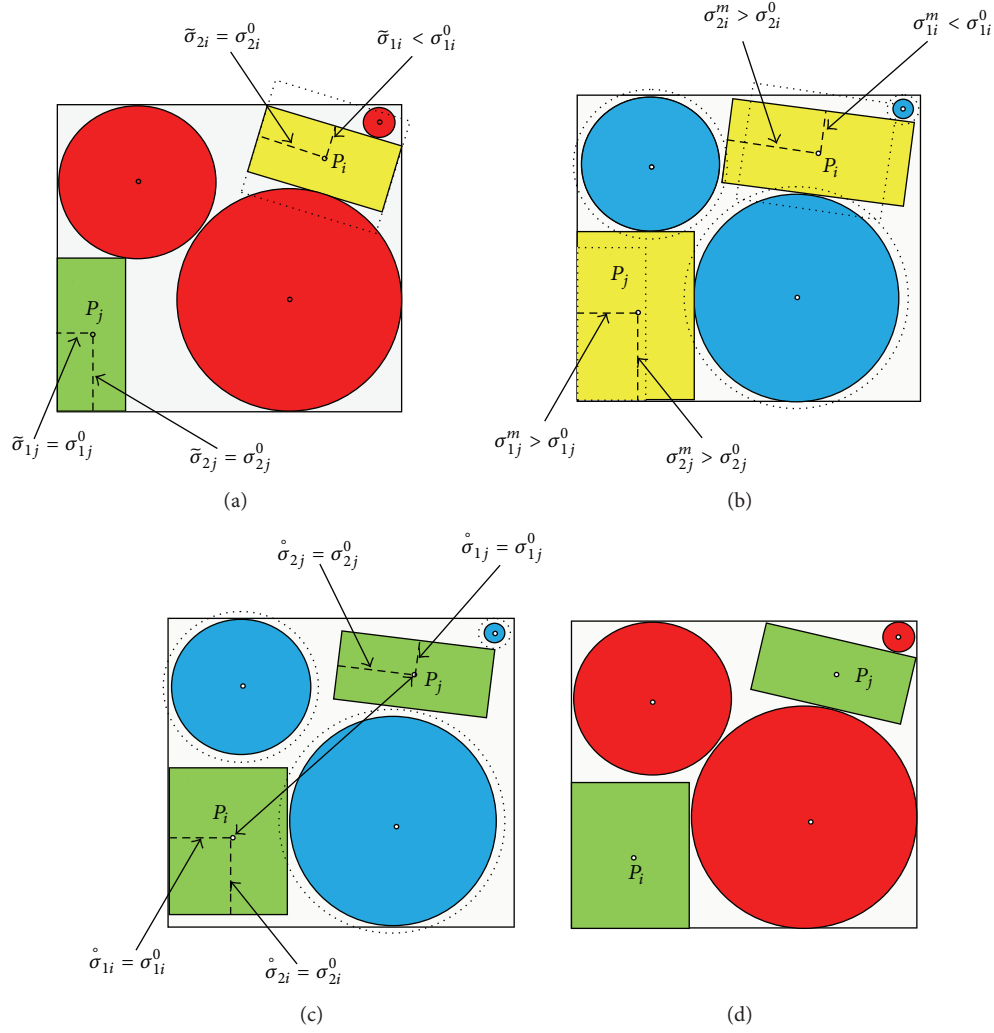 σ̃₂ᵢ = σ⁰₂ᵢ
σ̃₁ᵢ < σ⁰₁ᵢ
Pᵢ
Pⱼ
σ̃₁ⱼ = σ⁰₁ⱼ
σ̃₂ⱼ = σ⁰₂ⱼ
(a)
σᵐ₂ᵢ > σ⁰₂ᵢ
σᵐ₁ᵢ < σ⁰₁ᵢ
Pᵢ
Pⱼ
σᵐ₁ⱼ > σ⁰₁ⱼ
σᵐ₂ⱼ > σ⁰₂ⱼ
(b)
σ̊₂ⱼ = σ⁰₂ⱼ
σ̊₁ⱼ = σ⁰₁ⱼ
Pⱼ
Pᵢ
σ̊₁ᵢ = σ⁰₁ᵢ
σ̊₂ᵢ = σ⁰₂ᵢ
(c)
Pⱼ
Pᵢ
(d)